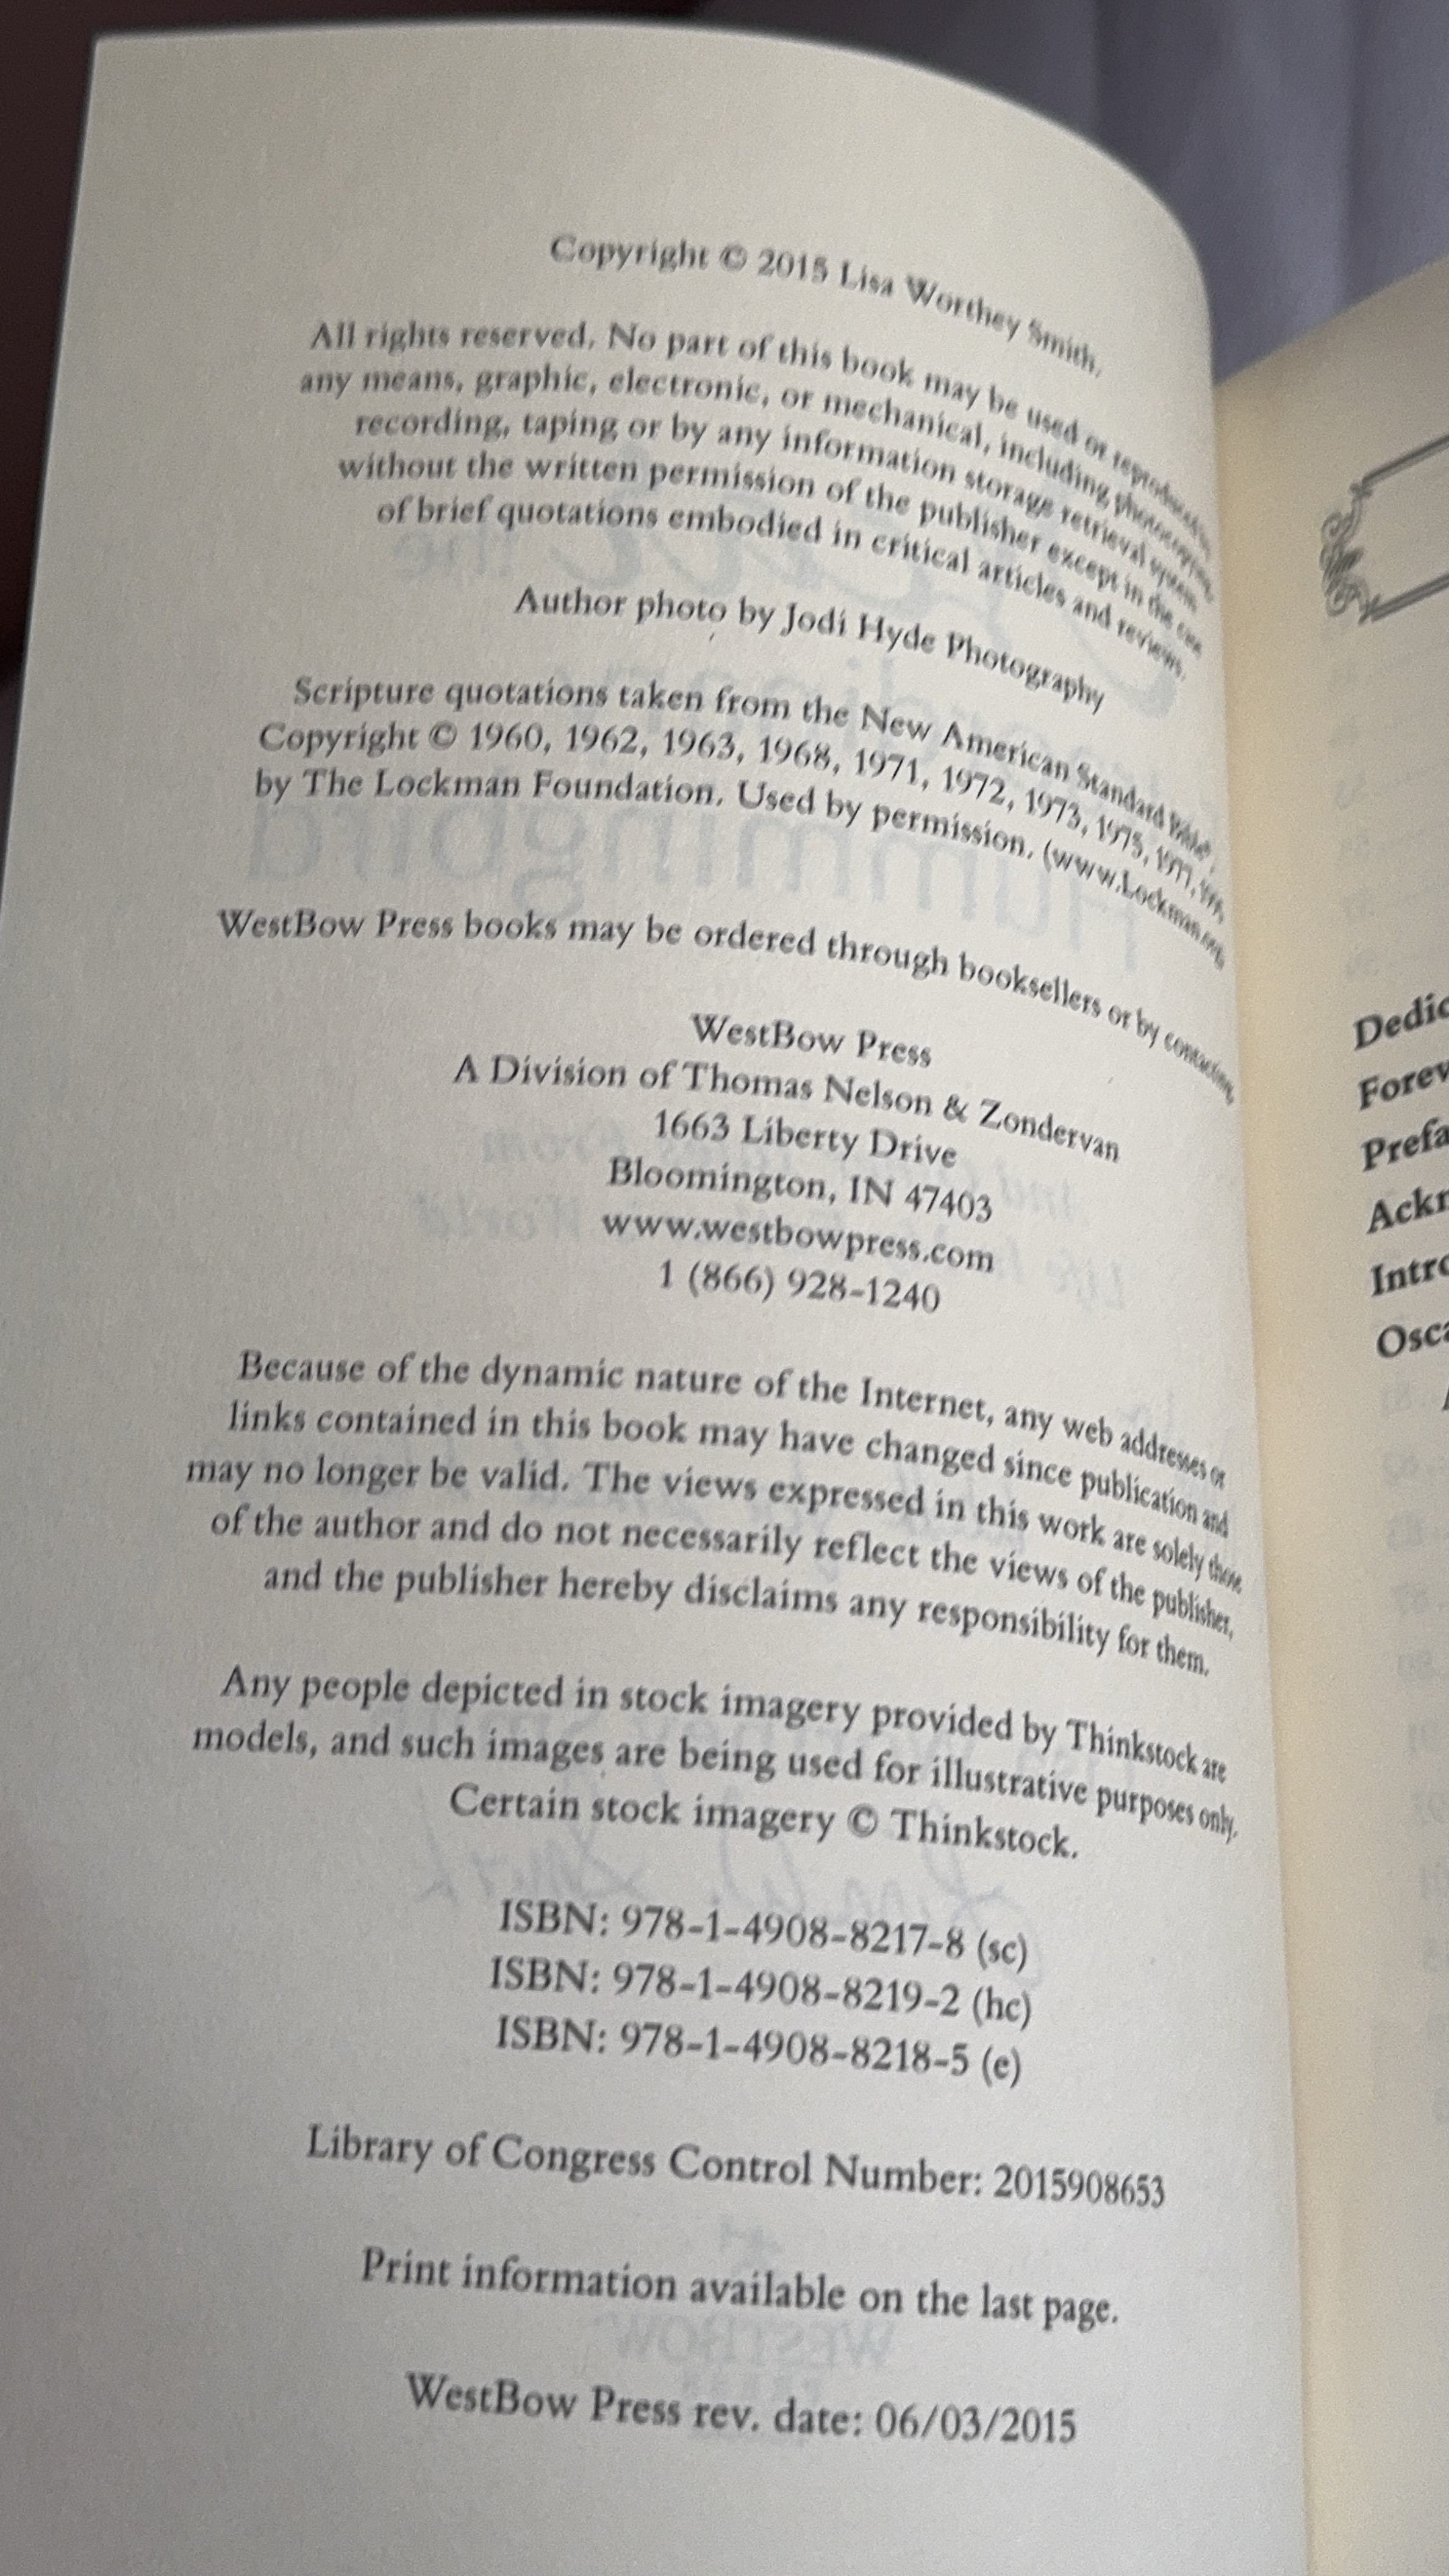 Copyright © 2015 Lisa Worthey Smith.
All rights reserved. No part of this book may be used or reproduced by
any means, graphic, electronic, or mechanical, including photocopying,
recording, taping or by any information storage retrieval system
without the written permission of the publisher except in the case
of brief quotations embodied in critical articles and reviews.
Author photo by Jodi Hyde Photography
Scripture quotations taken from the New American Standard Bible®,
Copyright © 1960, 1962, 1963, 1968, 1971, 1972, 1973, 1975, 1977, 1995
by The Lockman Foundation. Used by permission. (www.Lockman.org)
WestBow Press books may be ordered through booksellers or by contacting:
WestBow Press
A Division of Thomas Nelson & Zondervan
1663 Liberty Drive
Bloomington, IN 47403
www.westbowpress.com
1 (866) 928-1240
Because of the dynamic nature of the Internet, any web addresses or
links contained in this book may have changed since publication and
may no longer be valid. The views expressed in this work are solely those
of the author and do not necessarily reflect the views of the publisher,
and the publisher hereby disclaims any responsibility for them.
Any people depicted in stock imagery provided by Thinkstock are
models, and such images are being used for illustrative purposes only.
Certain stock imagery © Thinkstock.
ISBN: 978-1-4908-8217-8 (sc)
ISBN: 978-1-4908-8219-2 (hc)
ISBN: 978-1-4908-8218-5 (e)
Library of Congress Control Number: 2015908653
Print information available on the last page.
WestBow Press rev. date: 06/03/2015
Dedic
Forew
Prefa
Ackn
Intro
Osca